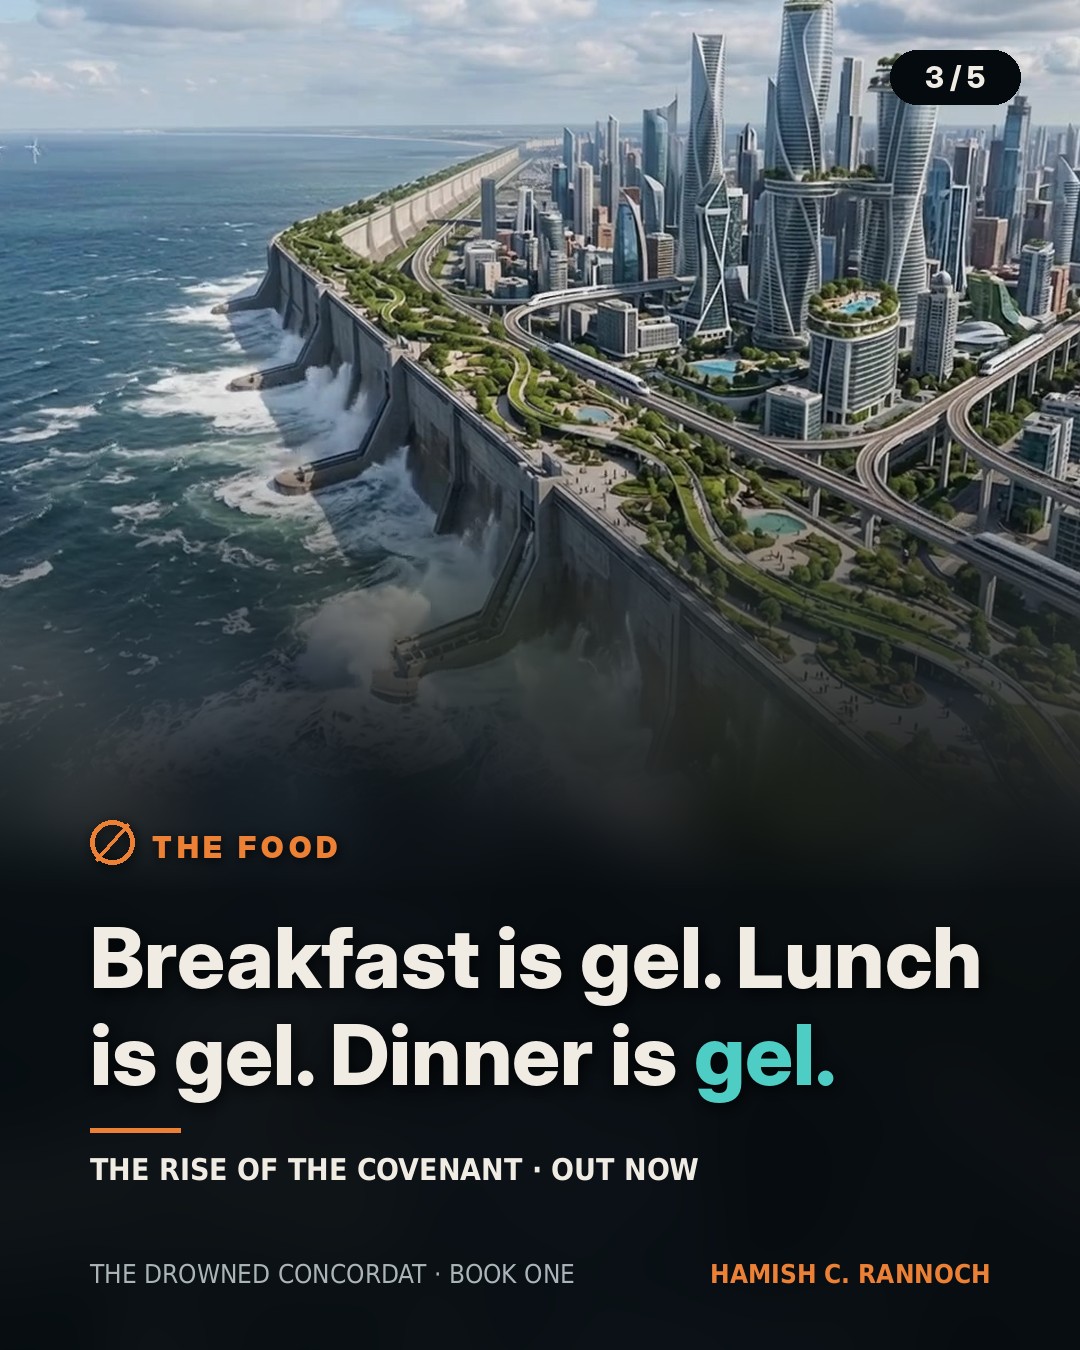 3/5
THE FOOD
Breakfast is gel. Lunch
is gel. Dinner is gel.
THE RISE OF THE COVENANT · OUT NOW
THE DROWNED CONCORDAT · BOOK ONE
HAMISH C. RANNOCH